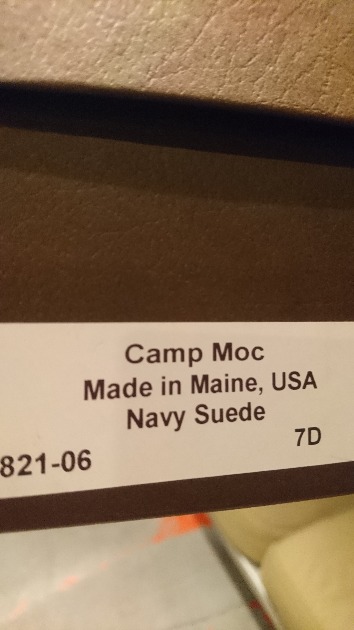 Camp Moc
Made in Maine, USA
Navy Suede
7D
821-06